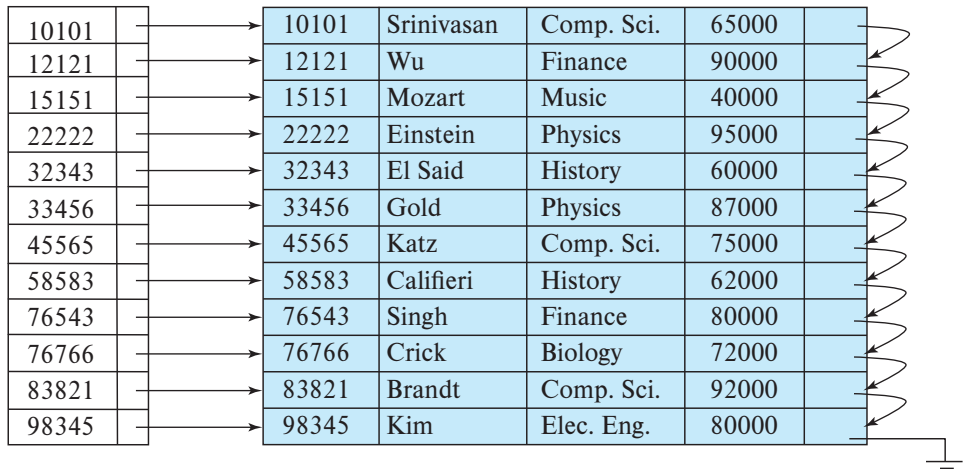 10101 10101 Srinivasan Comp. Sci. 65000
12121 12121 Wu Finance 90000
15151 15151 Mozart Music 40000
22222 22222 Einstein Physics 95000
32343 32343 El Said History 60000
33456 33456 Gold Physics 87000
45565 45565 Katz Comp. Sci. 75000
58583 58583 Califieri History 62000
76543 76543 Singh Finance 80000
76766 76766 Crick Biology 72000
83821 83821 Brandt Comp. Sci. 92000
98345 98345 Kim Elec. Eng. 80000